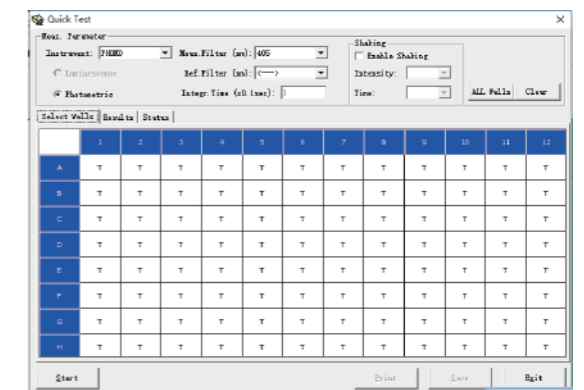 Quick Test
Meas. Parameter
Instrument: PHOMO Meas.Filter (nm): 405
Shaking
Enable Shaking
Luminescence Ref.Filter (nm): <---> Intensity:
Photometric Integr.Time (x0.1sec): Time: ALL Wells Clear
Select Wells Results Status
1 2 3 4 5 6 7 8 9 10 11 12
A T T T T T T T T T T T T
B T T T T T T T T T T T T
C T T T T T T T T T T T T
D T T T T T T T T T T T T
E T T T T T T T T T T T T
F T T T T T T T T T T T T
G T T T T T T T T T T T T
H T T T T T T T T T T T T
Start Print Save Exit